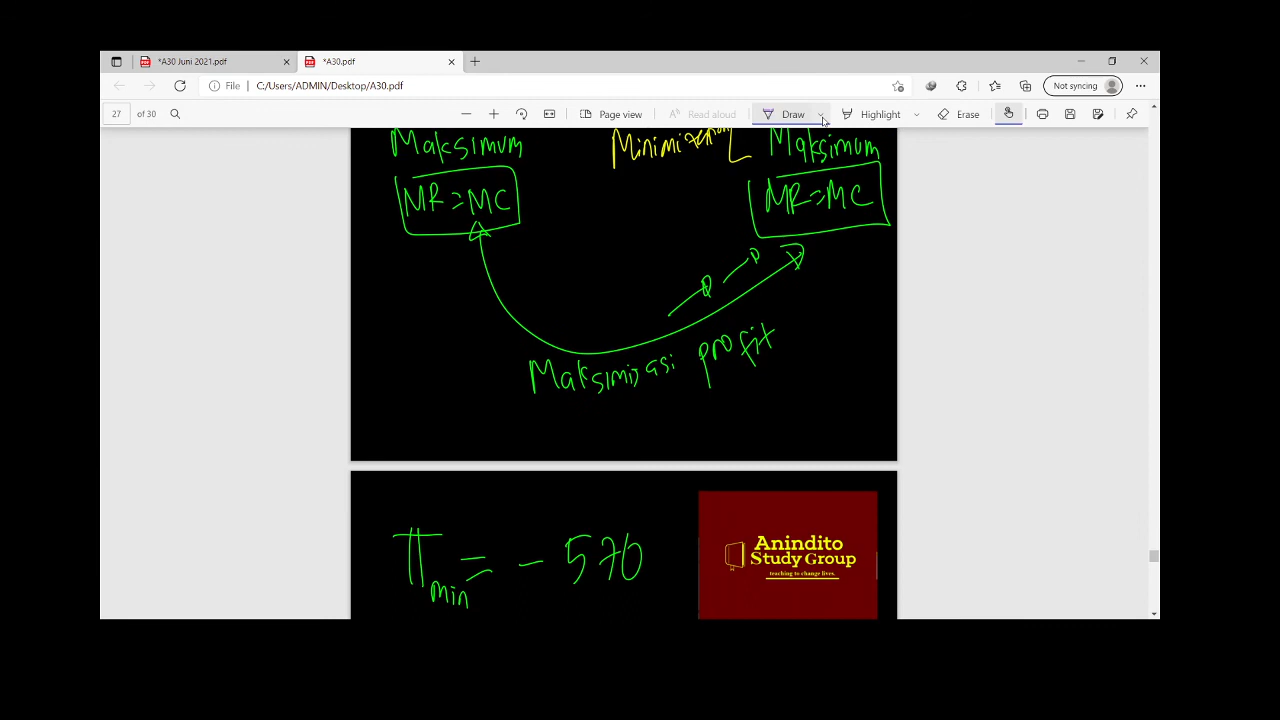 *A30 Juni 2021.pdf
*A30.pdf
File
C:/Users/ADMIN/Desktop/A30.pdf
Not syncing
27 of 30
Page view
Read aloud
Draw
Highlight
Erase
Maksimum
Maksimum
MR = MC
MR = MC
Maksimisasi profit
π min = - 570
Anindito
Study Group
teaching to change lives.